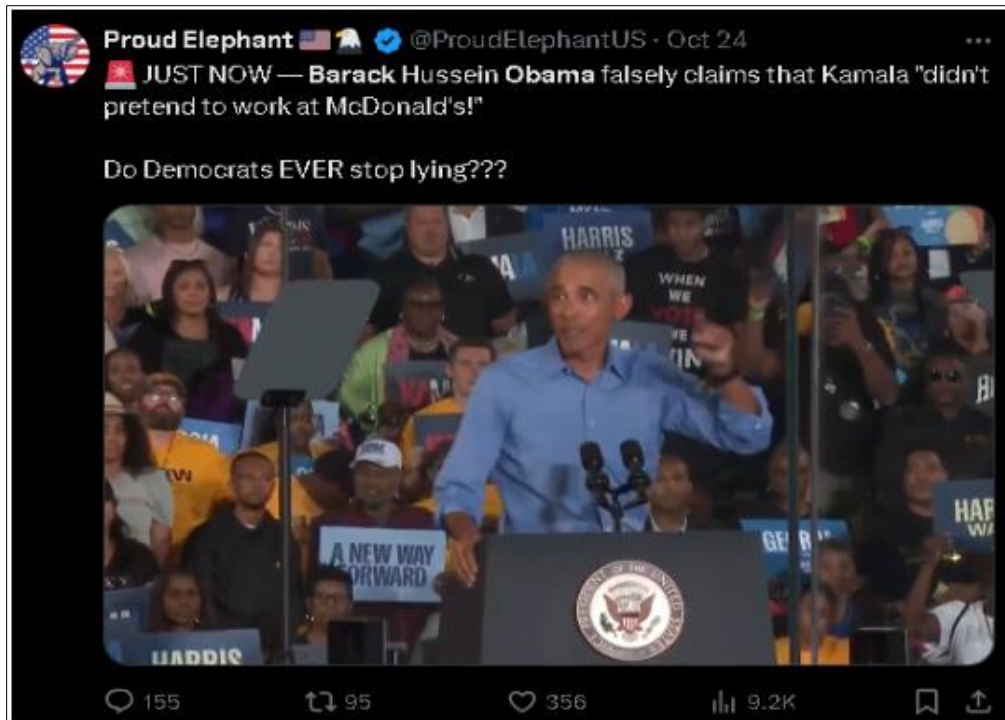 Proud Elephant 🇺🇸🦅 @ProudElephantUS · Oct 24
🚨 JUST NOW — Barack Hussein Obama falsely claims that Kamala "didn't
pretend to work at McDonald's!"
Do Democrats EVER stop lying???
HARRIS
WHEN
WE
VOTE
A NEW WAY
FORWARD
HARRIS
155 95 356 9.2K